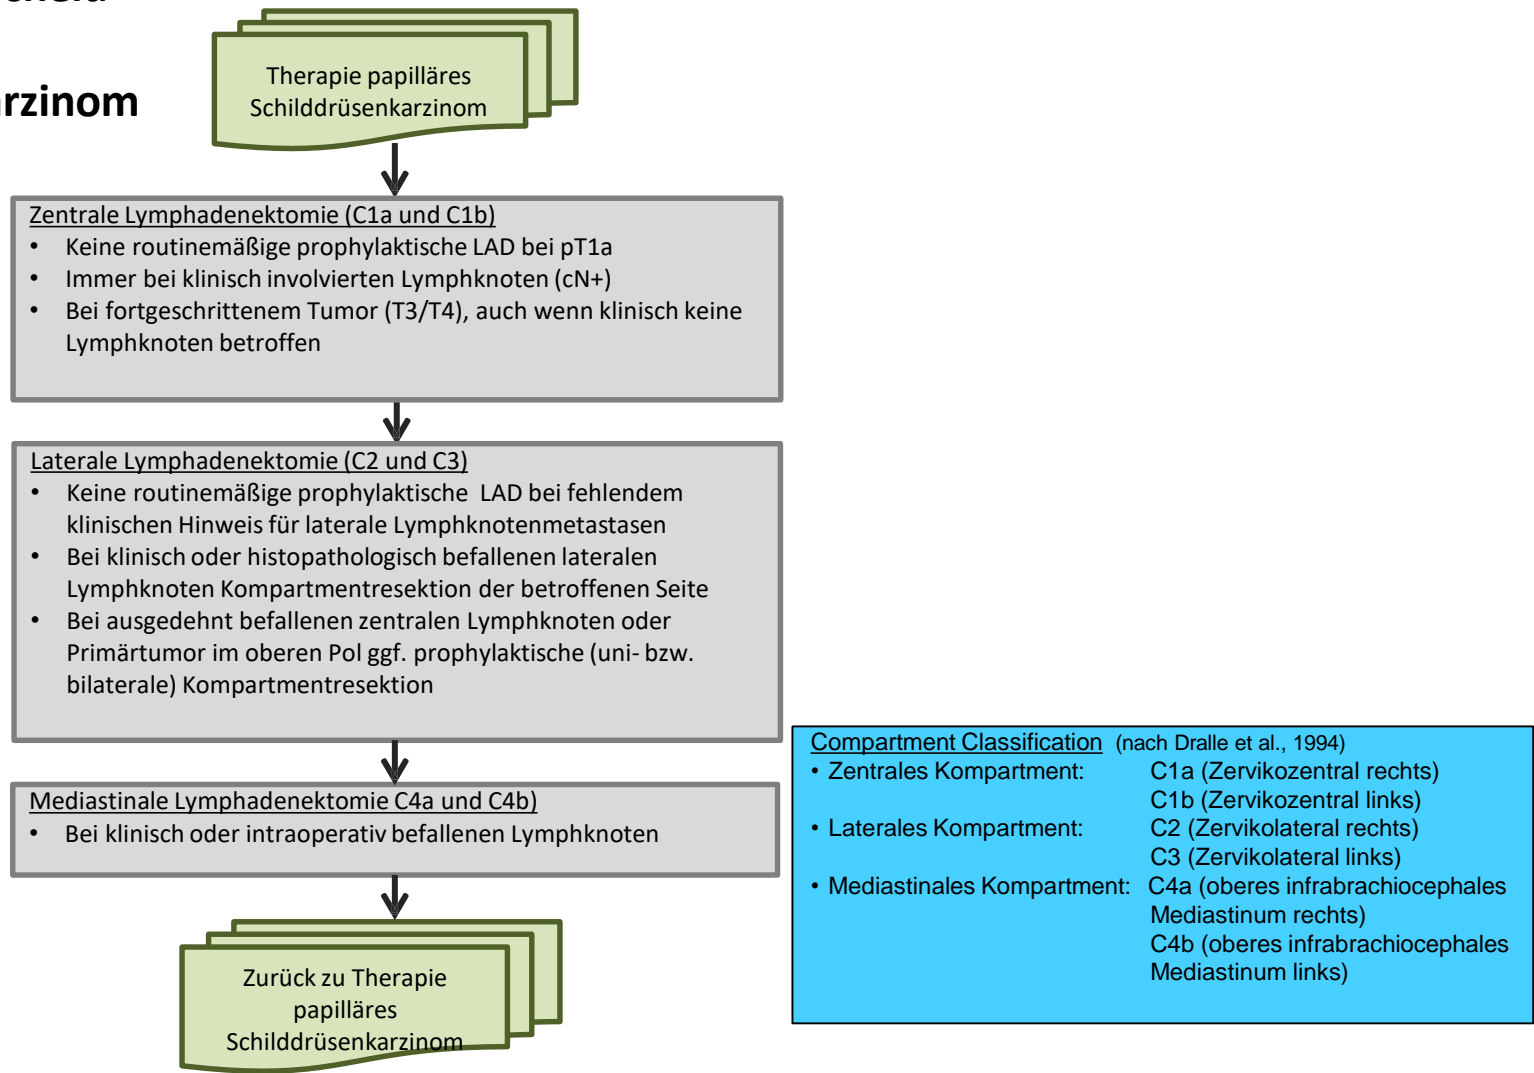 arzinom
Therapie papilläres
Schilddrüsenkarzinom
Zentrale Lymphadenektomie (C1a und C1b)
• Keine routinemäßige prophylaktische LAD bei pT1a
• Immer bei klinisch involvierten Lymphknoten (cN+)
• Bei fortgeschrittenem Tumor (T3/T4), auch wenn klinisch keine
Lymphknoten betroffen
Laterale Lymphadenektomie (C2 und C3)
• Keine routinemäßige prophylaktische LAD bei fehlendem
klinischen Hinweis für laterale Lymphknotenmetastasen
• Bei klinisch oder histopathologisch befallenen lateralen
Lymphknoten Kompartmentresektion der betroffenen Seite
• Bei ausgedehnt befallenen zentralen Lymphknoten oder
Primärtumor im oberen Pol ggf. prophylaktische (uni- bzw.
bilaterale) Kompartmentresektion
Mediastinale Lymphadenektomie C4a und C4b)
• Bei klinisch oder intraoperativ befallenen Lymphknoten
Zurück zu Therapie
papilläres
Schilddrüsenkarzinom
Compartment Classification (nach Dralle et al., 1994)
• Zentrales Kompartment: C1a (Zervikozentral rechts)
C1b (Zervikozentral links)
• Laterales Kompartment: C2 (Zervikolateral rechts)
C3 (Zervikolateral links)
• Mediastinales Kompartment: C4a (oberes infrabrachiocephales
Mediastinum rechts)
C4b (oberes infrabrachiocephales
Mediastinum links)